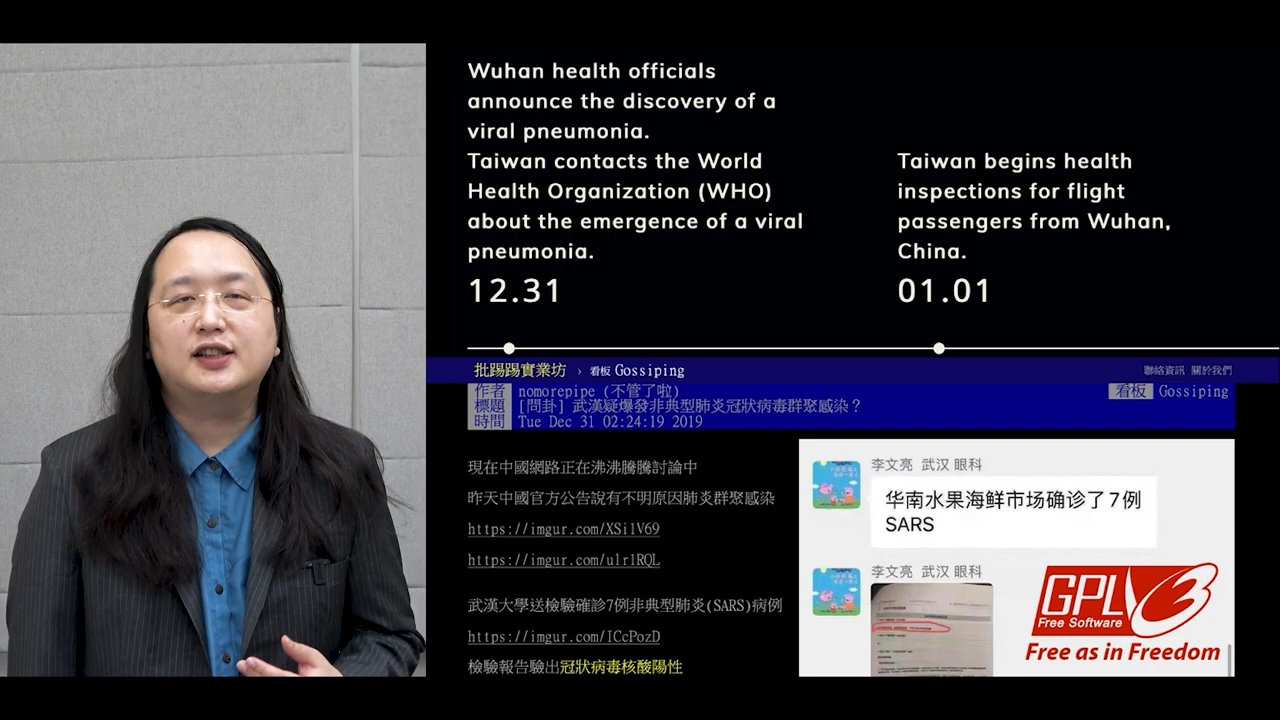 Wuhan health officials
announce the discovery of a
viral pneumonia.
Taiwan contacts the World
Health Organization (WHO)
about the emergence of a viral
pneumonia.
12.31
Taiwan begins health
inspections for flight
passengers from Wuhan,
China.
01.01
批踢踢實業坊 › 看板 Gossiping
聯絡資訊 關於我們
作者 nomorepipe (不管了啦)
看板 Gossiping
標題 [問卦] 武漢疑爆發非典型肺炎冠狀病毒群聚感染？
時間 Tue Dec 31 02:24:19 2019
現在中國網路正在沸沸騰騰討論中
昨天中國官方公告說有不明原因肺炎群聚感染
https://imgur.com/XSi1V69
https://imgur.com/u1r1RQL
武漢大學送檢驗確診7例非典型肺炎(SARS)病例
https://imgur.com/ICcPozD
檢驗報告驗出冠狀病毒核酸陽性
李文亮 武汉 眼科
华南水果海鲜市场确诊了7例
SARS
李文亮 武汉 眼科
GPLv3
Free Software
Free as in Freedom